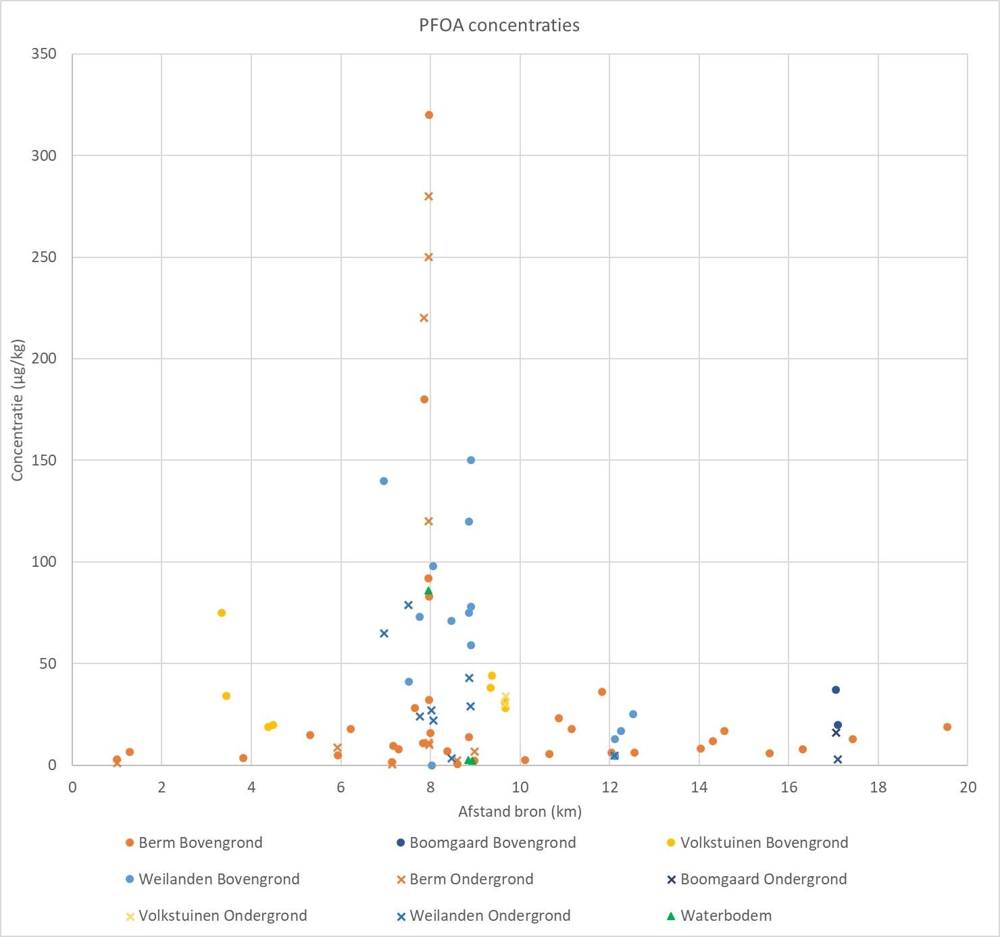 PFOA concentraties
350
300
250
200
150
100
50
0
Concentratie (µg/kg)
0 2 4 6 8 10 12 14 16 18 20
Afstand bron (km)
Berm Bovengrond Boomgaard Bovengrond Volkstuinen Bovengrond
Weilanden Bovengrond Berm Ondergrond Boomgaard Ondergrond
Volkstuinen Ondergrond Weilanden Ondergrond Waterbodem